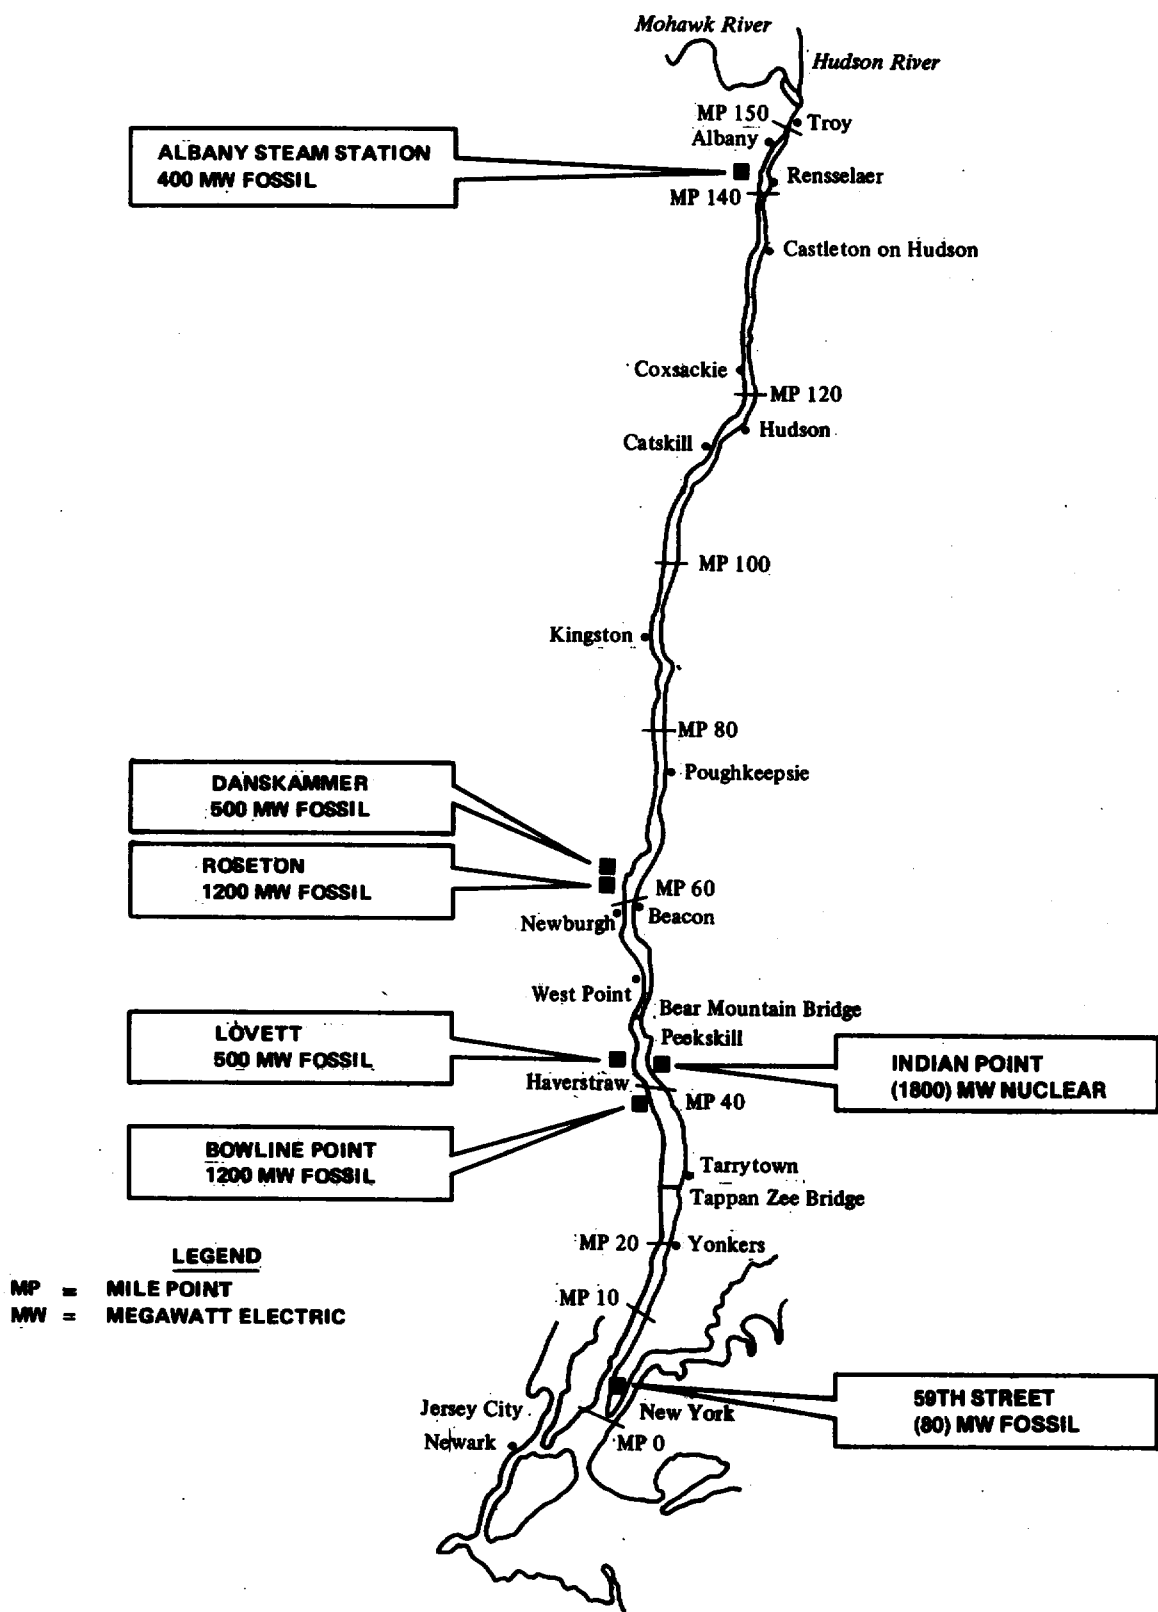 Mohawk River
Hudson River
MP 150
Troy
Albany
ALBANY STEAM STATION
400 MW FOSSIL
Rensselaer
MP 140
Castleton on Hudson
Coxsackie
MP 120
Hudson
Catskill
MP 100
Kingston
MP 80
Poughkeepsie
DANSKAMMER
500 MW FOSSIL
ROSETON
1200 MW FOSSIL
MP 60
Beacon
Newburgh
West Point
Bear Mountain Bridge
Peekskill
LOVETT
500 MW FOSSIL
INDIAN POINT
(1800) MW NUCLEAR
Haverstraw
MP 40
BOWLINE POINT
1200 MW FOSSIL
Tarrytown
Tappan Zee Bridge
MP 20
Yonkers
LEGEND
MP = MILE POINT
MW = MEGAWATT ELECTRIC
MP 10
59TH STREET
(80) MW FOSSIL
Jersey City
New York
Newark
MP 0